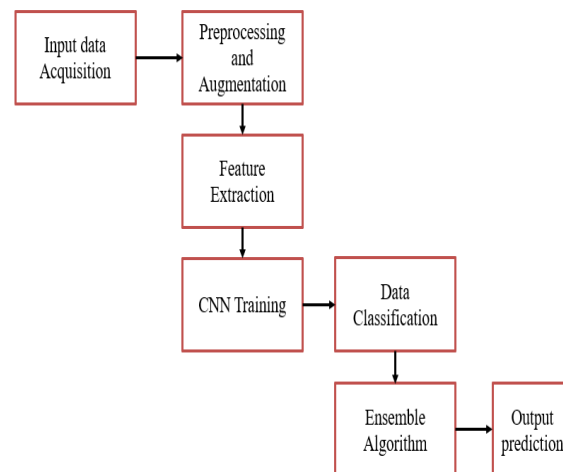 Input data
Acquisition
Preprocessing
and
Augmentation
Feature
Extraction
CNN Training
Data
Classification
Ensemble
Algorithm
Output
prediction